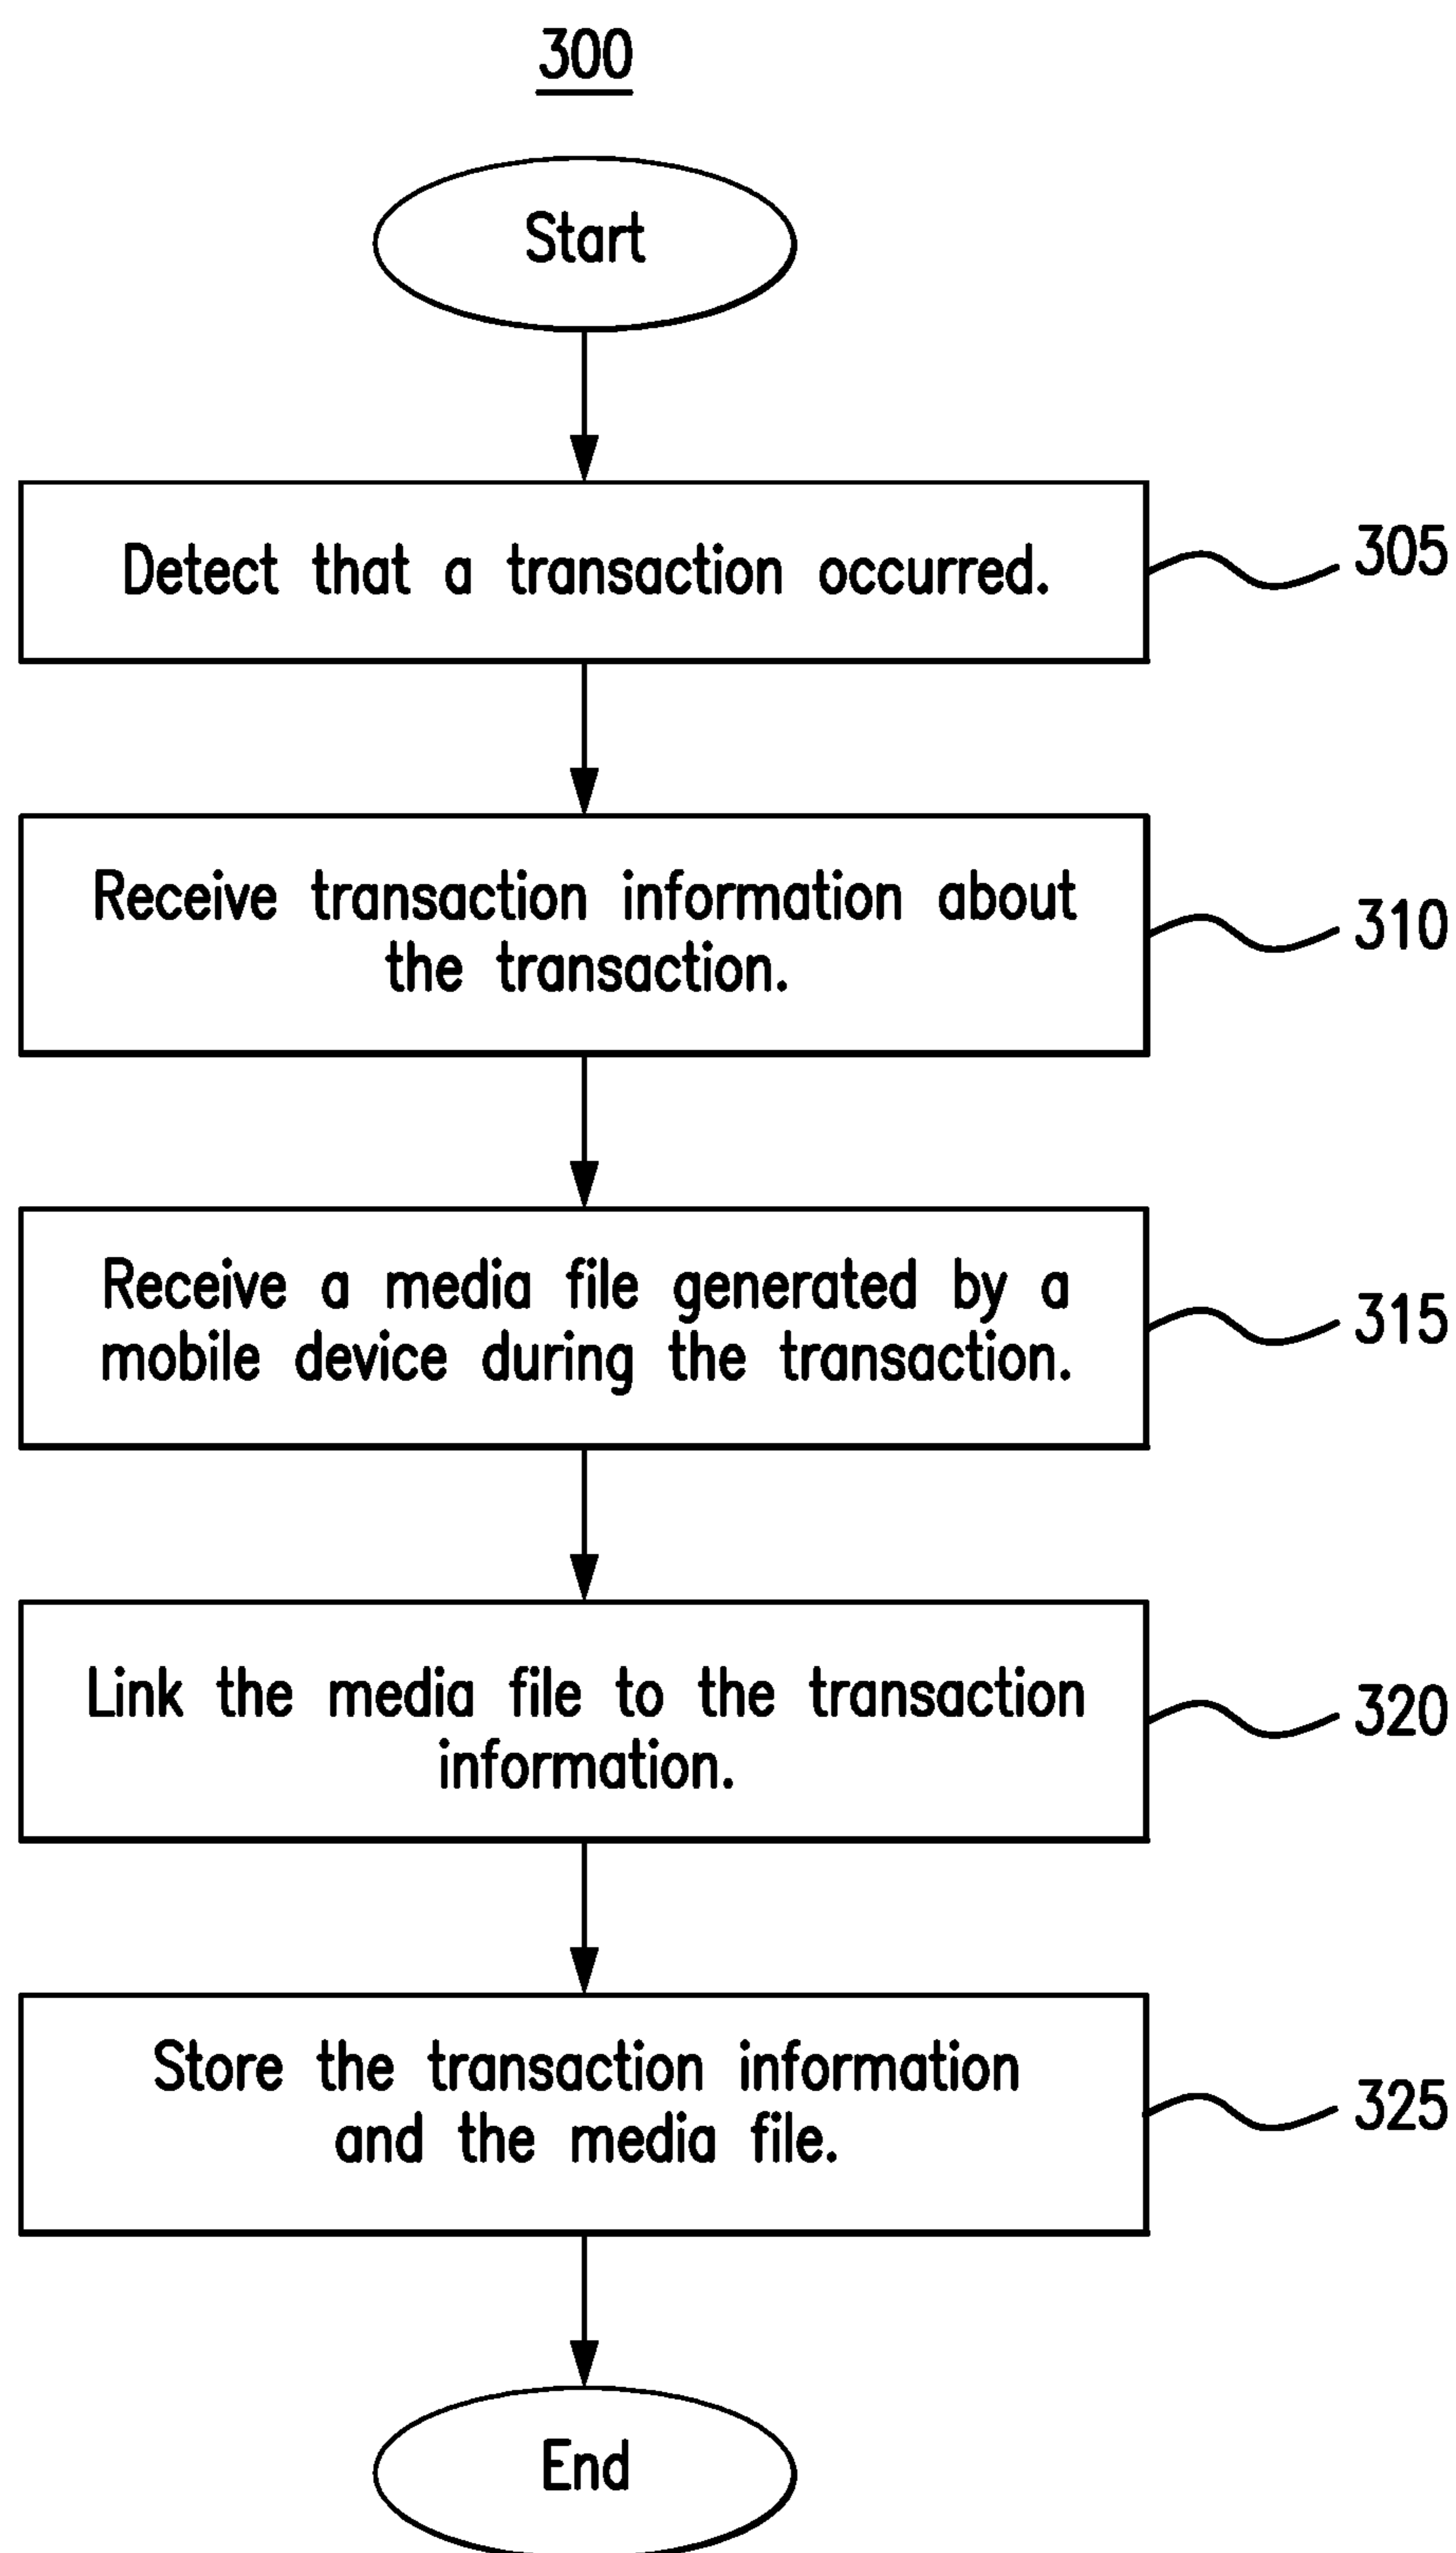 300
Start
Detect that a transaction occurred.
305
Receive transaction information about
the transaction.
310
Receive a media file generated by a
mobile device during the transaction.
315
Link the media file to the transaction
information.
320
Store the transaction information
and the media file.
325
End